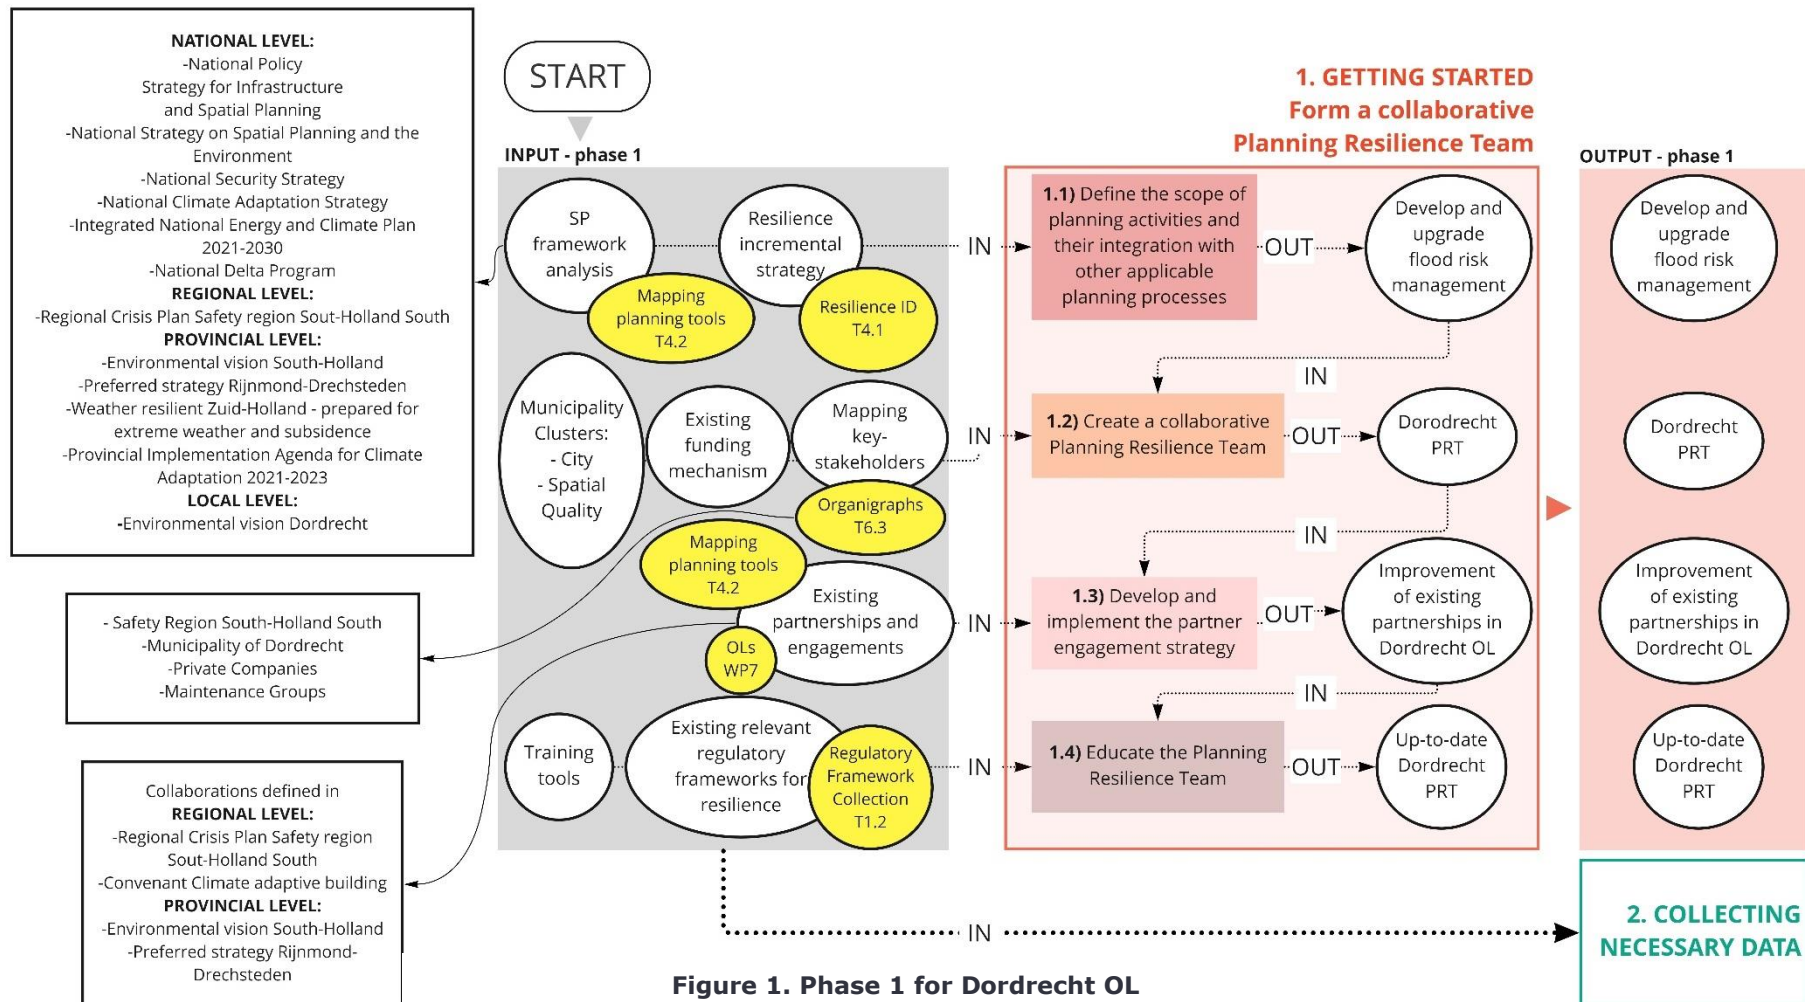 NATIONAL LEVEL:
-National Policy
Strategy for Infrastructure
and Spatial Planning
-National Strategy on Spatial Planning and the
Environment
-National Security Strategy
-National Climate Adaptation Strategy
-Integrated National Energy and Climate Plan
2021-2030
-National Delta Program
REGIONAL LEVEL:
-Regional Crisis Plan Safety region Sout-Holland South
PROVINCIAL LEVEL:
-Environmental vision South-Holland
-Preferred strategy Rijnmond-Drechsteden
-Weather resilient Zuid-Holland - prepared for
extreme weather and subsidence
-Provincial Implementation Agenda for Climate
Adaptation 2021-2023
LOCAL LEVEL:
-Environmental vision Dordrecht
- Safety Region South-Holland South
-Municipality of Dordrecht
-Private Companies
-Maintenance Groups
Collaborations defined in
REGIONAL LEVEL:
-Regional Crisis Plan Safety region
Sout-Holland South
-Convenant Climate adaptive building
PROVINCIAL LEVEL:
-Environmental vision South-Holland
-Preferred strategy Rijnmond-
Drechsteden
START
INPUT - phase 1
SP
framework
analysis
Resilience
incremental
strategy
Mapping
planning tools
T4.2
Resilience ID
T4.1
Municipality
Clusters:
- City
- Spatial
Quality
Existing
funding
mechanism
Mapping
key-
stakeholders
Organigraphs
T6.3
Mapping
planning tools
T4.2
Existing
partnerships and
engagements
OLs
WP7
Training
tools
Existing relevant
regulatory
frameworks for
resilience
Regulatory
Framework
Collection
T1.2
IN
IN
IN
IN
IN
1. GETTING STARTED
Form a collaborative
Planning Resilience Team
1.1) Define the scope of
planning activities and
their integration with
other applicable
planning processes
OUT
Develop and
upgrade
flood risk
management
IN
1.2) Create a collaborative
Planning Resilience Team
OUT
Dorodrecht
PRT
IN
1.3) Develop and
implement the partner
engagement strategy
OUT
Improvement
of existing
partnerships in
Dordrecht OL
IN
1.4) Educate the Planning
Resilience Team
OUT
Up-to-date
Dordrecht
PRT
OUTPUT - phase 1
Develop and
upgrade
flood risk
management
Dordrecht
PRT
Improvement
of existing
partnerships in
Dordrecht OL
Up-to-date
Dordrecht
PRT
2. COLLECTING
NECESSARY DATA
Figure 1. Phase 1 for Dordrecht OL